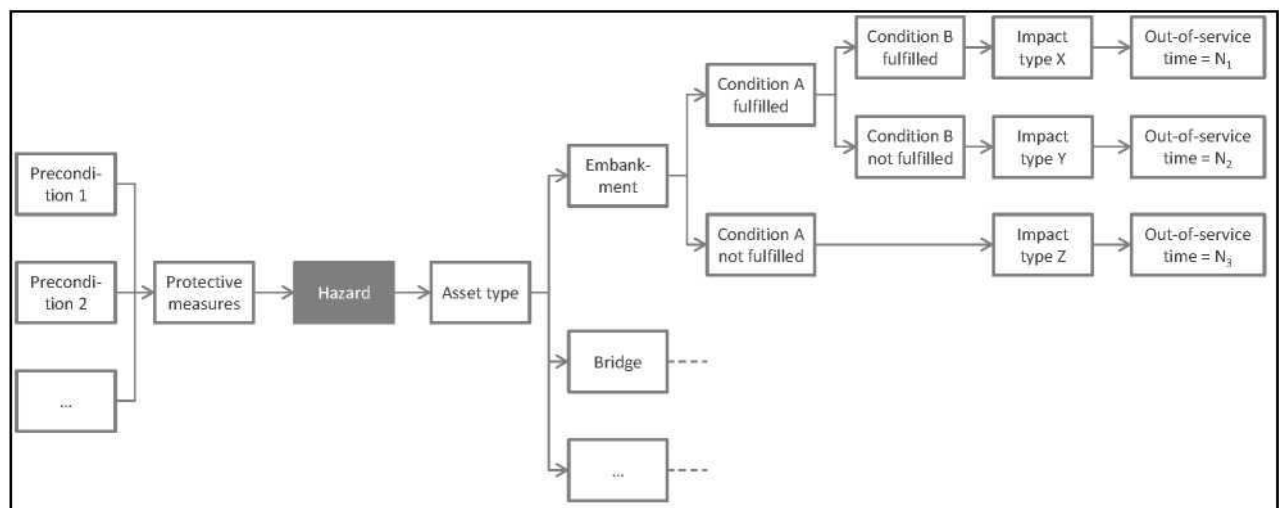 Precondi-
tion 1
Precondi-
tion 2
...
Protective
measures
Hazard
Asset type
Embank-
ment
Bridge
...
Condition A
fulfilled
Condition A
not fulfilled
Condition B
fulfilled
Condition B
not fulfilled
Impact
type X
Impact
type Y
Impact
type Z
Out-of-service
time = N₁
Out-of-service
time = N₂
Out-of-service
time = N₃